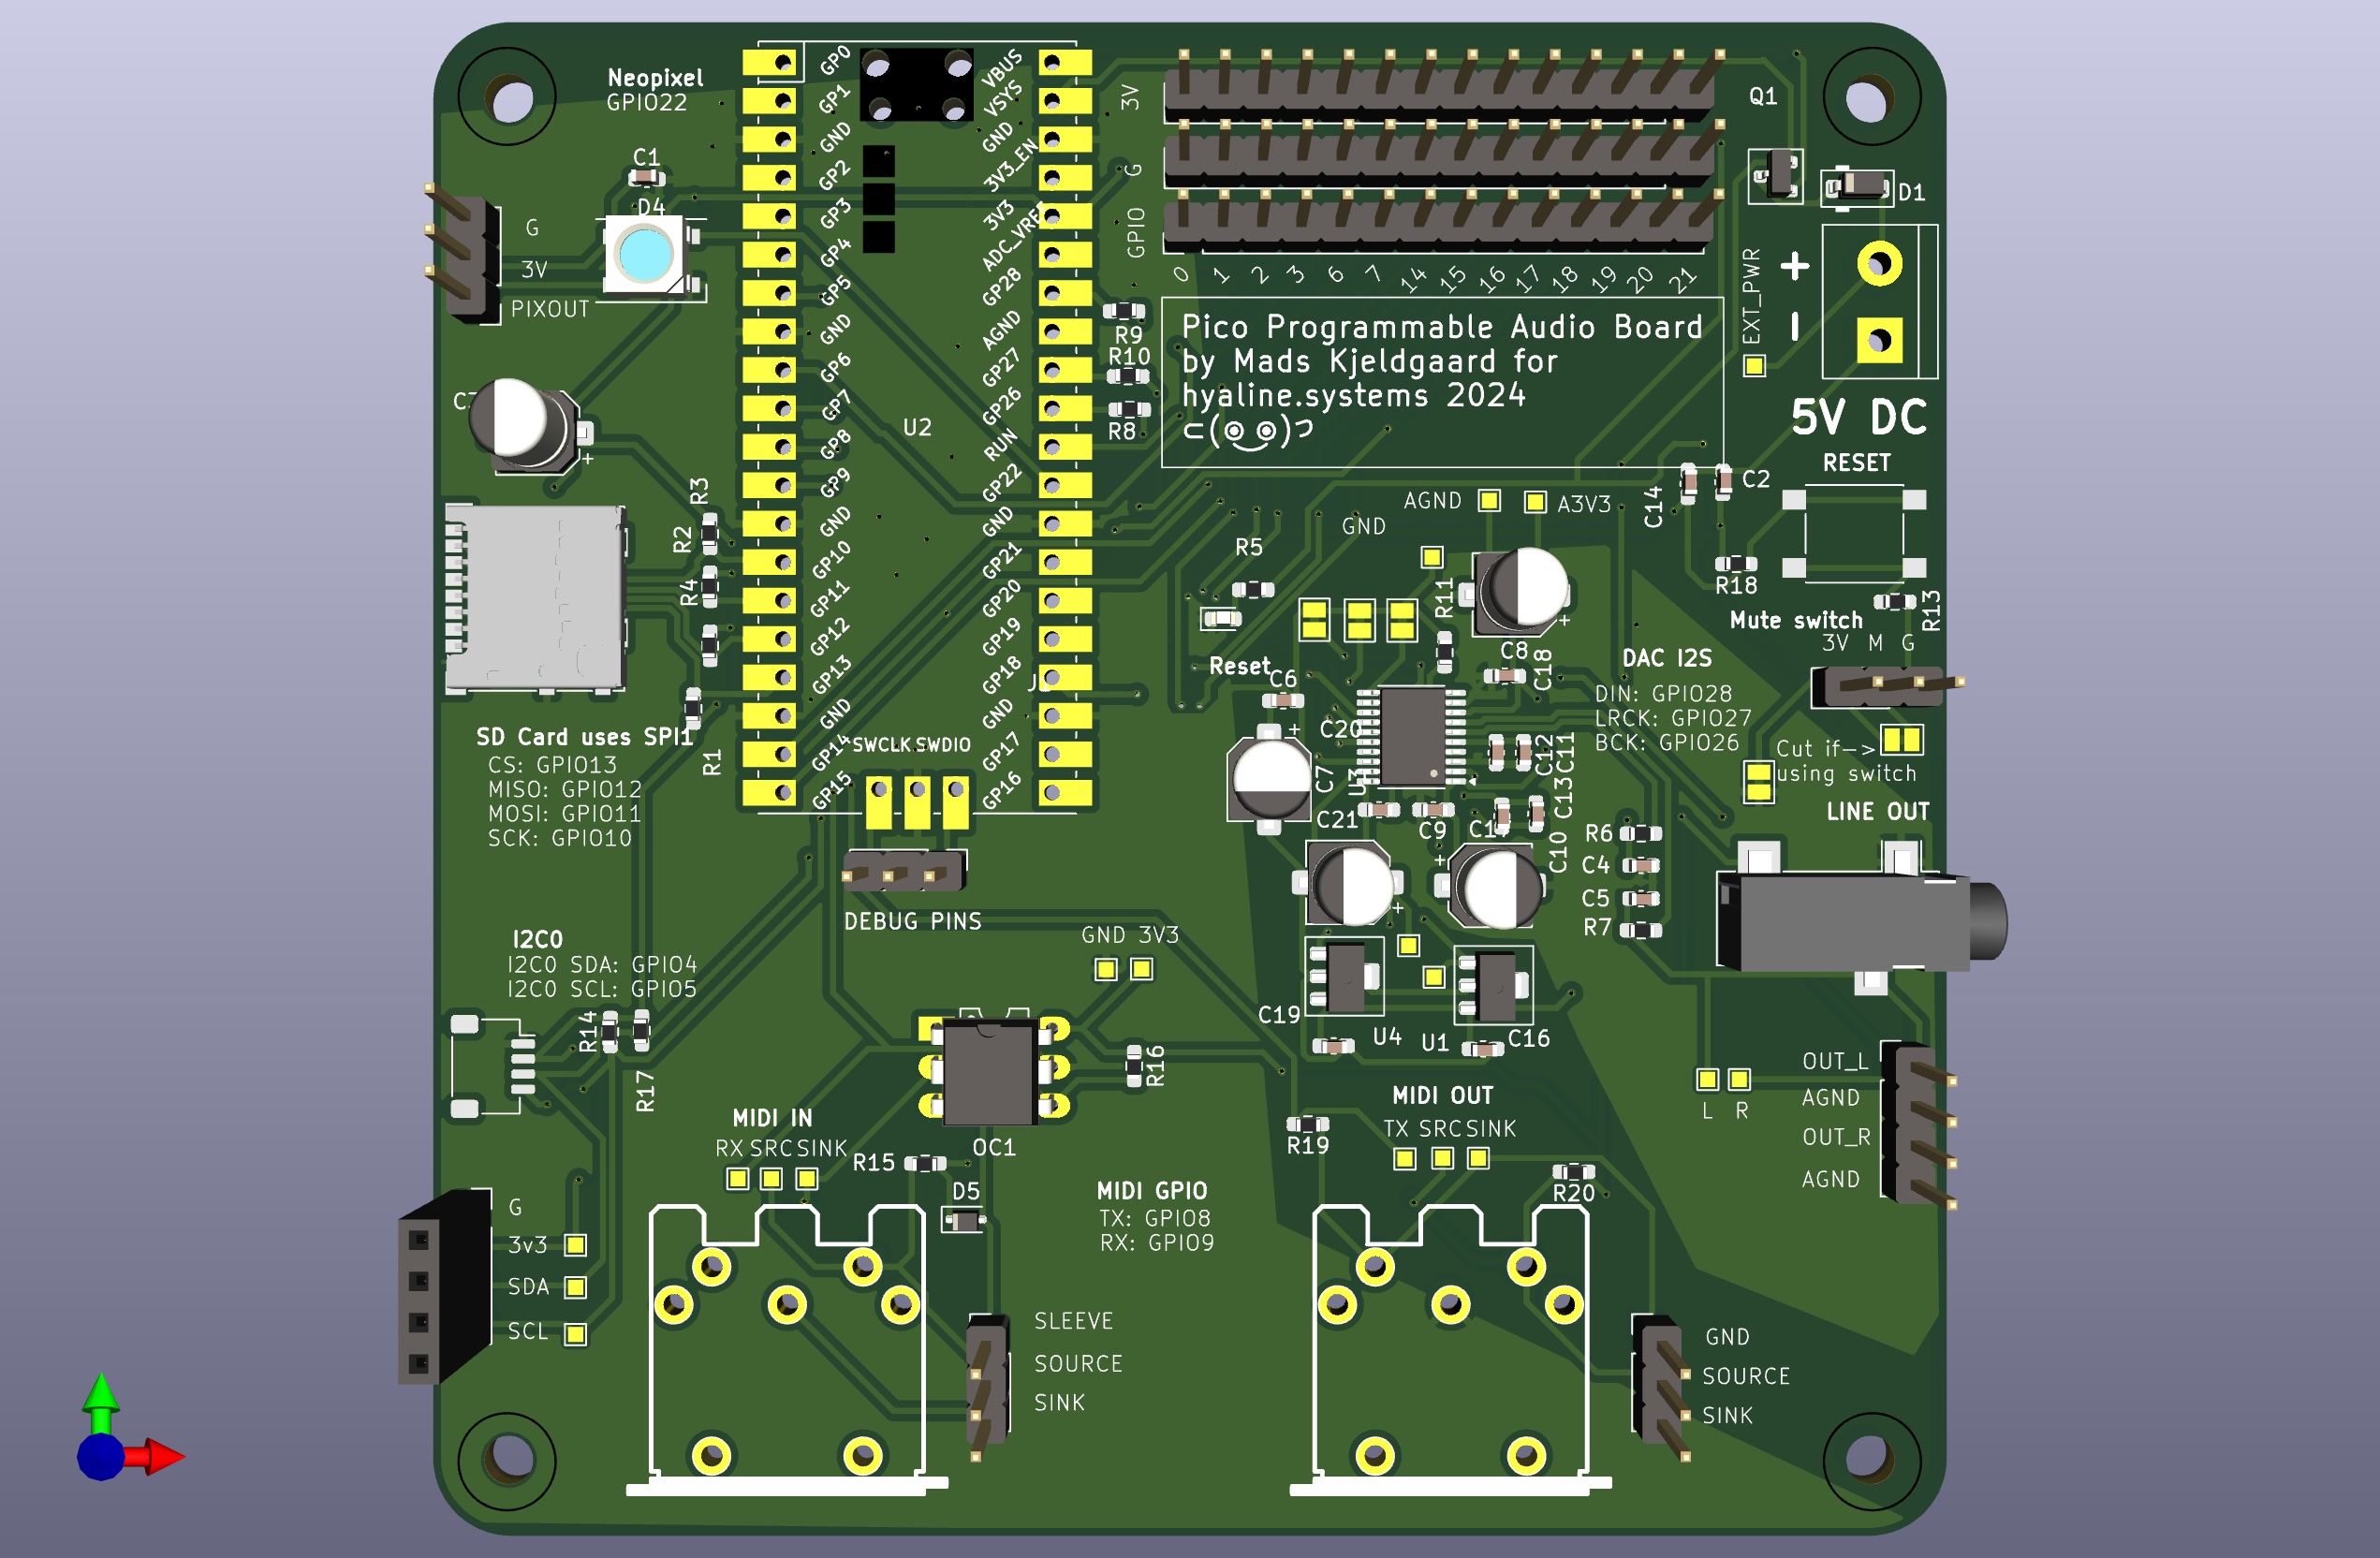 Neopixel
GPIO22
C1
D4
G
3V
PIXOUT
GP0
GP1
GND
GP2
GP3
GP4
GP5
GND
GP6
GP7
GP8
GP9
GND
GP10
GP11
GP12
GP13
GND
GP14
GP15
VBUS
VSYS
GND
3V3_EN
3V3
GP28
AGND
GP27
GP26
RUN
GP22
GND
GP21
GP20
GP19
GP18
GND
GP17
GP16
U2
SWCLK
SWDIO
3V
G
GPIO
0 1 2 3 6 7 14 15 16 17 18 19 20 21
Pico Programmable Audio Board
by Mads Kjeldgaard for
hyaline.systems 2024
⊂(◉‿◉)つ
Q1
D1
EXT_PWR
+
-
5V DC
RESET
R9
R10
R8
C14
C2
R18
R13
Mute switch
3V M G
AGND
A3V3
GND
R5
R11
C8
C18
Reset
C6
C20
C7
U3
C12
C11
C13
C21
C9
C10
DAC I2S
DIN: GPIO28
LRCK: GPIO27
BCK: GPIO26
Cut if->
using switch
LINE OUT
R6
C4
C5
R7
R3
R2
R4
R1
SD Card uses SPI1
CS: GPIO13
MISO: GPIO12
MOSI: GPIO11
SCK: GPIO10
DEBUG PINS
GND 3V3
I2C0
I2C0 SDA: GPIO4
I2C0 SCL: GPIO5
R14
R17
C19
U4
U1
C16
R16
OC1
MIDI IN
RX SRC SINK
R15
D5
MIDI GPIO
TX: GPIO8
RX: GPIO9
MIDI OUT
TX SRC SINK
R19
R20
L R
OUT_L
AGND
OUT_R
AGND
G
3v3
SDA
SCL
SLEEVE
SOURCE
SINK
GND
SOURCE
SINK